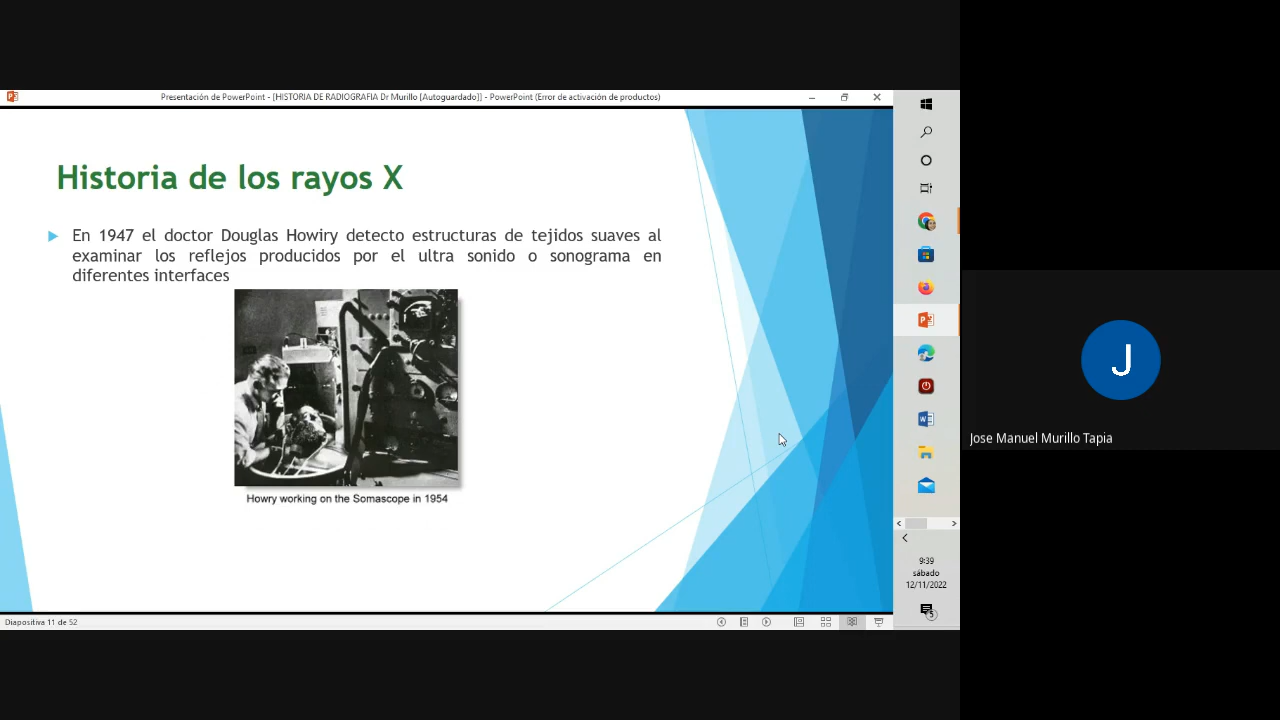 Presentación de PowerPoint - [HISTORIA DE RADIOGRAFIA Dr Murillo [Autoguardado]] - PowerPoint (Error de activación de productos)
Historia de los rayos X
En 1947 el doctor Douglas Howiry detecto estructuras de tejidos suaves al
examinar los reflejos producidos por el ultra sonido o sonograma en
diferentes interfaces
Howry working on the Somascope in 1954
Diapositiva 11 de 52
9:39
sábado
12/11/2022
5
J
Jose Manuel Murillo Tapia